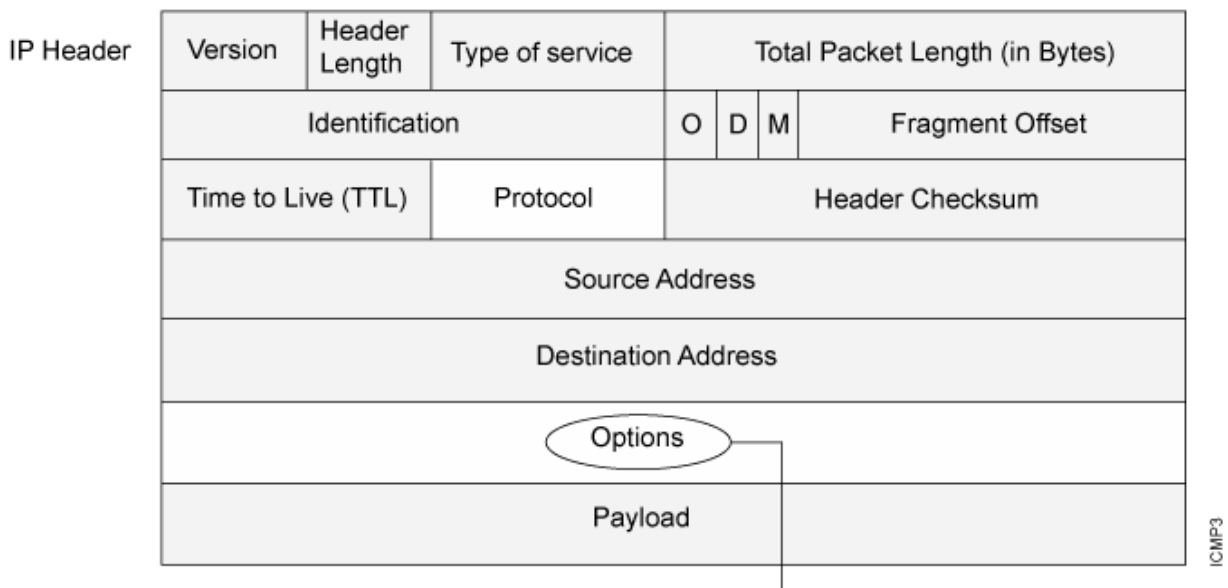 IP Header
Version
Header
Length
Type of service
Total Packet Length (in Bytes)
Identification
O
D
M
Fragment Offset
Time to Live (TTL)
Protocol
Header Checksum
Source Address
Destination Address
Options
Payload
ICMP3